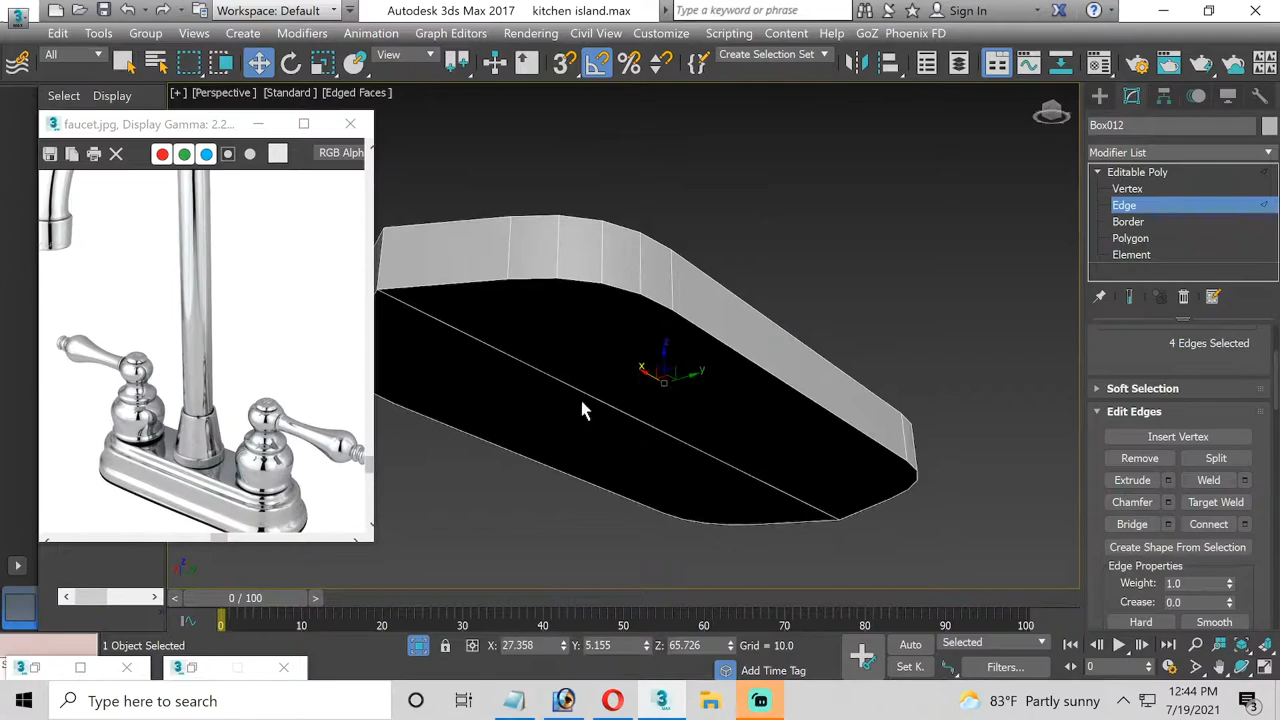 Workspace: Default
Autodesk 3ds Max 2017
kitchen island.max
Type a keyword or phrase
Sign In
Edit
Tools
Group
Views
Create
Modifiers
Animation
Graph Editors
Rendering
Civil View
Customize
Scripting
Content
Help
GoZ
Phoenix FD
All
View
Create Selection Set
Select
Display
[+] [Perspective] [Standard] [Edged Faces]
faucet.jpg, Display Gamma: 2.2...
RGB Alph
Box012
Modifier List
Editable Poly
Vertex
Edge
Border
Polygon
Element
4 Edges Selected
Soft Selection
Edit Edges
Insert Vertex
Remove
Split
Extrude
Weld
Chamfer
Target Weld
Bridge
Connect
Create Shape From Selection
Edge Properties
Weight: 1.0
Crease: 0.0
Hard
Smooth
x
y
z
z
0 / 100
0
10
20
30
40
50
60
70
80
90
100
1 Object Selected
X: 27.358
Y: 5.155
Z: 65.726
Grid = 10.0
Add Time Tag
Auto
Selected
Set K.
Filters...
0
Type here to search
83°F Partly sunny
12:44 PM
7/19/2021
3